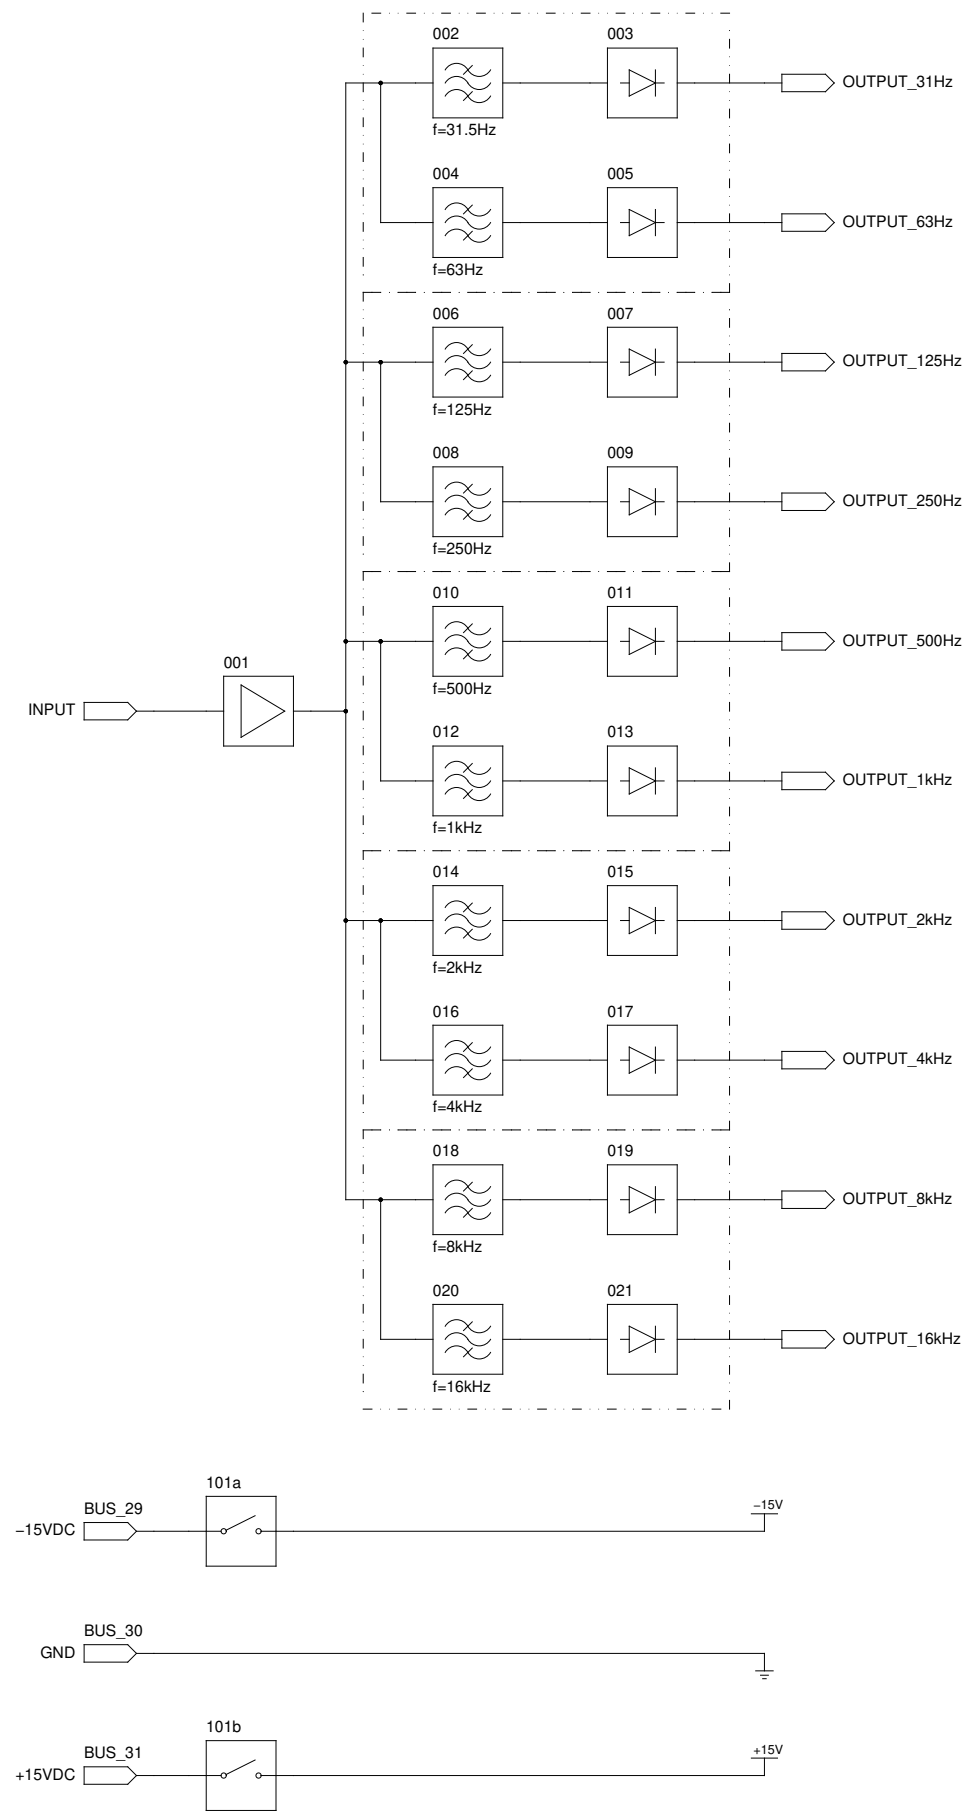 002
003
OUTPUT_31Hz
f=31.5Hz
004
005
OUTPUT_63Hz
f=63Hz
006
007
OUTPUT_125Hz
f=125Hz
008
009
OUTPUT_250Hz
f=250Hz
010
011
OUTPUT_500Hz
f=500Hz
001
INPUT
012
013
OUTPUT_1kHz
f=1kHz
014
015
OUTPUT_2kHz
f=2kHz
016
017
OUTPUT_4kHz
f=4kHz
018
019
OUTPUT_8kHz
f=8kHz
020
021
OUTPUT_16kHz
f=16kHz
101a
BUS_29
−15VDC
−15V
BUS_30
GND
101b
BUS_31
+15VDC
+15V